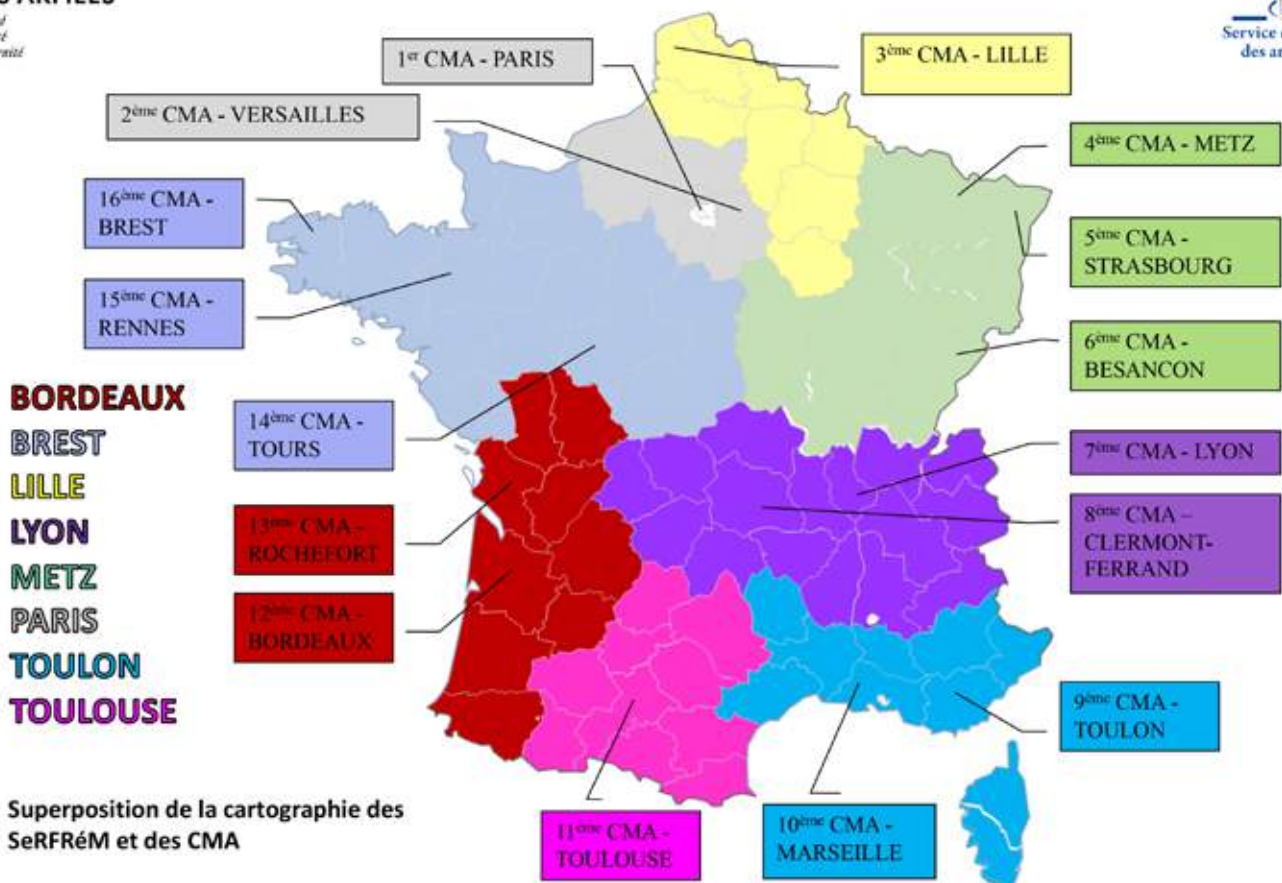 1er CMA - PARIS
3ème CMA - LILLE
Service
des ar
2ème CMA - VERSAILLES
4ème CMA - METZ
16ème CMA -
BREST
5ème CMA -
STRASBOURG
15ème CMA -
RENNES
6ème CMA -
BESANCON
BORDEAUX
BREST
LILLE
LYON
METZ
PARIS
TOULON
TOULOUSE
14ème CMA -
TOURS
7ème CMA - LYON
13ème CMA -
ROCHEFORT
8ème CMA –
CLERMONT-
FERRAND
12ème CMA -
BORDEAUX
9ème CMA -
TOULON
Superposition de la cartographie des
SeRFRéM et des CMA
11ème CMA -
TOULOUSE
10ème CMA -
MARSEILLE